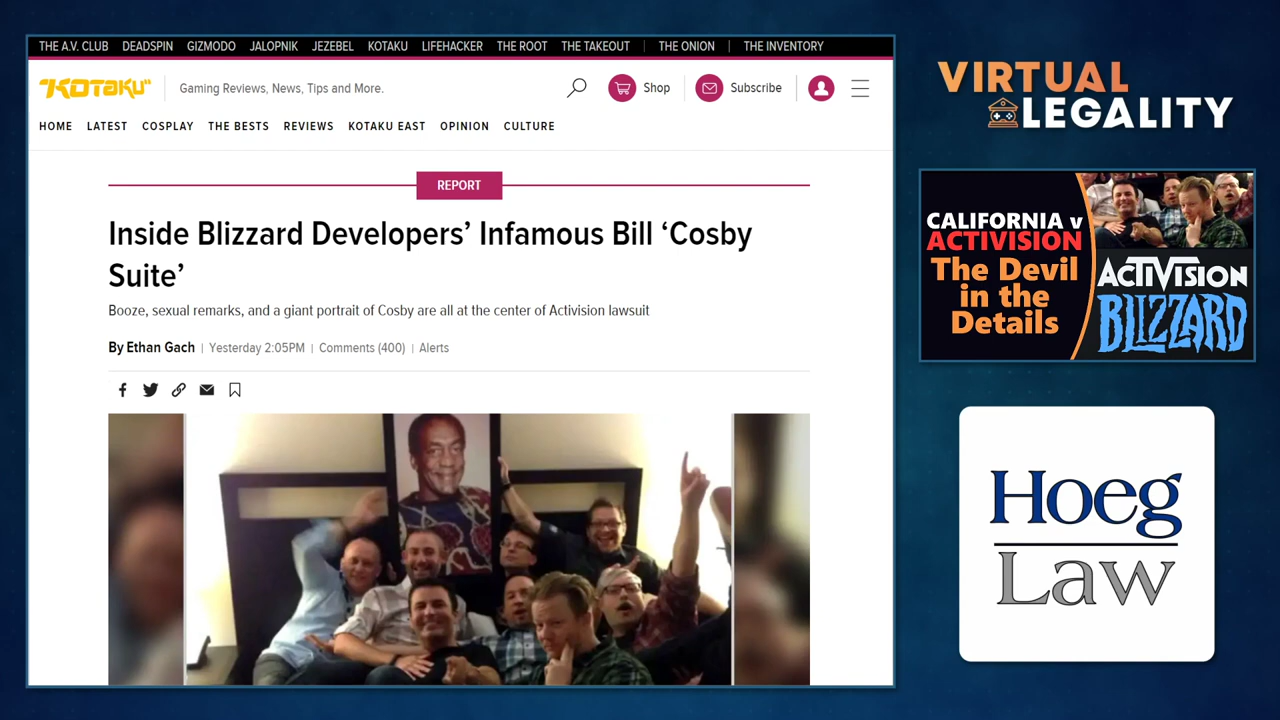 THE A.V. CLUB DEADSPIN GIZMODO JALOPNIK JEZEBEL KOTAKU LIFEHACKER THE ROOT THE TAKEOUT THE ONION THE INVENTORY
"KOTAKU"
Gaming Reviews, News, Tips and More.
Shop
Subscribe
HOME LATEST COSPLAY THE BESTS REVIEWS KOTAKU EAST OPINION CULTURE
REPORT
Inside Blizzard Developers’ Infamous Bill ‘Cosby
Suite’
Booze, sexual remarks, and a giant portrait of Cosby are all at the center of Activision lawsuit
By Ethan Gach | Yesterday 2:05PM | Comments (400) | Alerts
VIRTUAL
LEGALITY
CALIFORNIA v
ACTIVISION
The Devil
in the
Details
ACTIVISION
BLIZZARD
Hoeg
Law